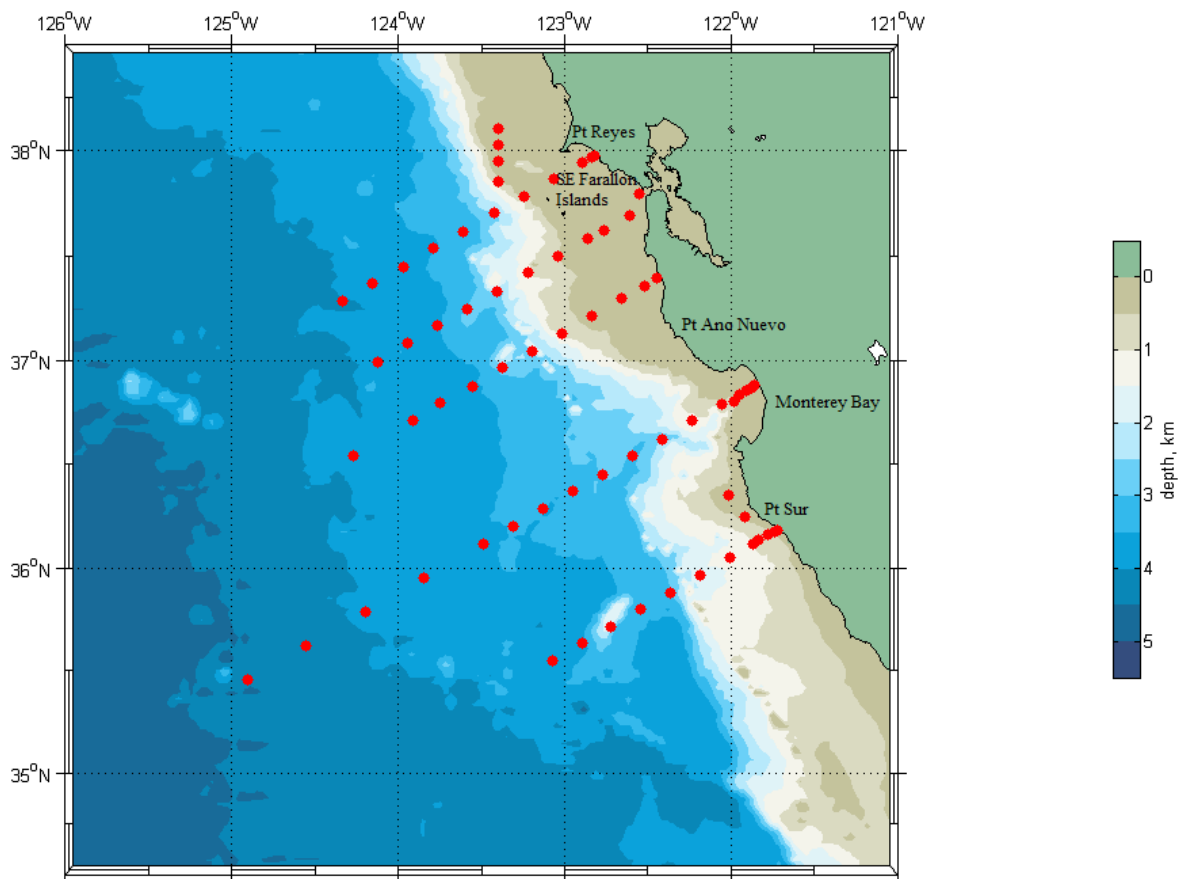 126°W 125°W 124°W 123°W 122°W 121°W
38°N
37°N
36°N
35°N
Pt Reyes
SE Farallon
Islands
Pt Ano Nuevo
Monterey Bay
Pt Sur
0
1
2
3
4
5
depth, km